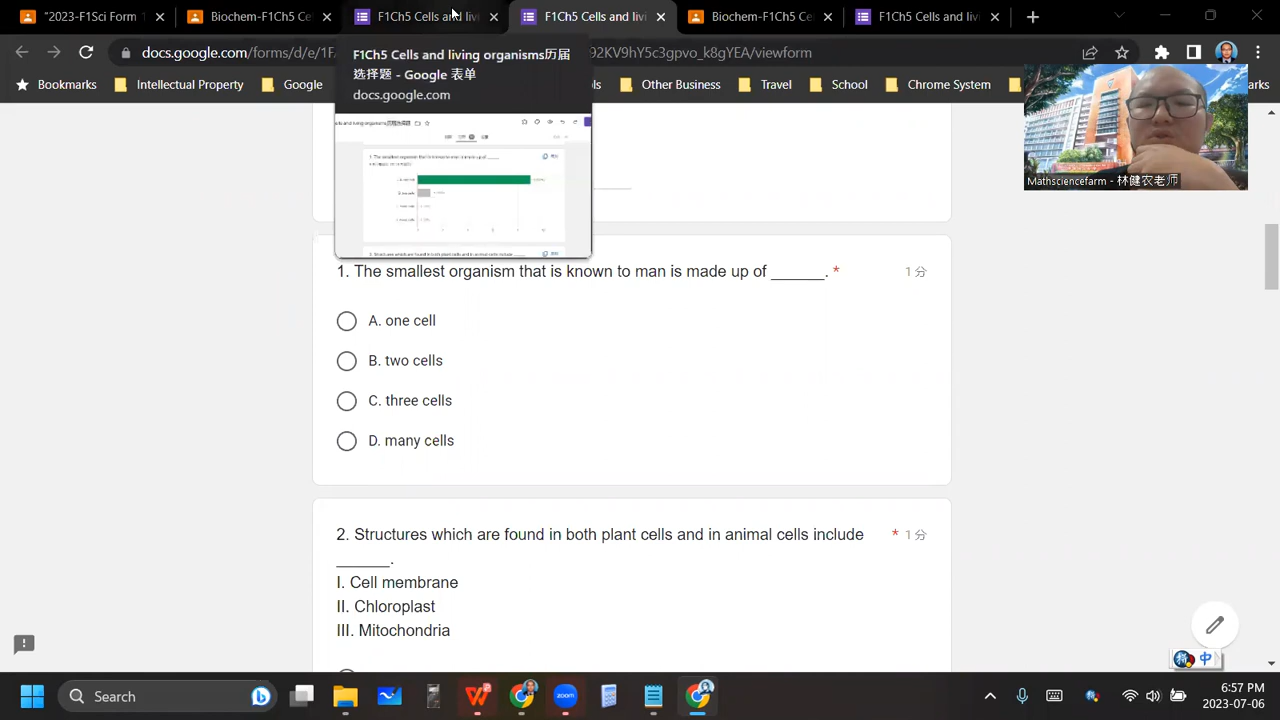 "2023-F1Sci Form 1
Biochem-F1Ch5 Cells
F1Ch5 Cells and livi
F1Ch5 Cells and livi
Biochem-F1Ch5 Cells
F1Ch5 Cells and livi
docs.google.com/forms/d/e/1F
92KV9hY5c3gpvo_k8gYEA/viewform
Bookmarks
Intellectual Property
Google
Links
Other Business
Travel
School
Chrome System
F1Ch5 Cells and living organisms历届
选择题 - Google 表单
docs.google.com
Mathsciencefarm - 林健农老师
1. The smallest organism that is known to man is made up of ______. *
1分
A. one cell
B. two cells
C. three cells
D. many cells
2. Structures which are found in both plant cells and in animal cells include
* 1分
______.
I. Cell membrane
II. Chloroplast
III. Mitochondria
中
Search
zoom
6:57 PM
2023-07-06